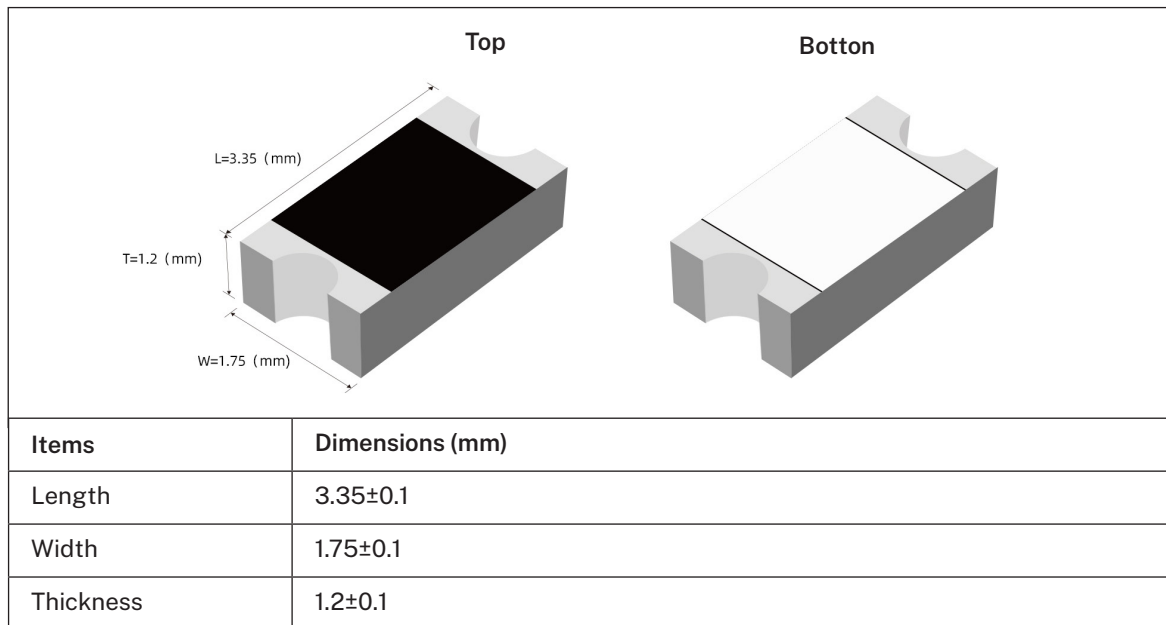 Top
Botton
L=3.35 (mm)
T=1.2 (mm)
W=1.75 (mm)
Items Dimensions (mm)
Length 3.35±0.1
Width 1.75±0.1
Thickness 1.2±0.1